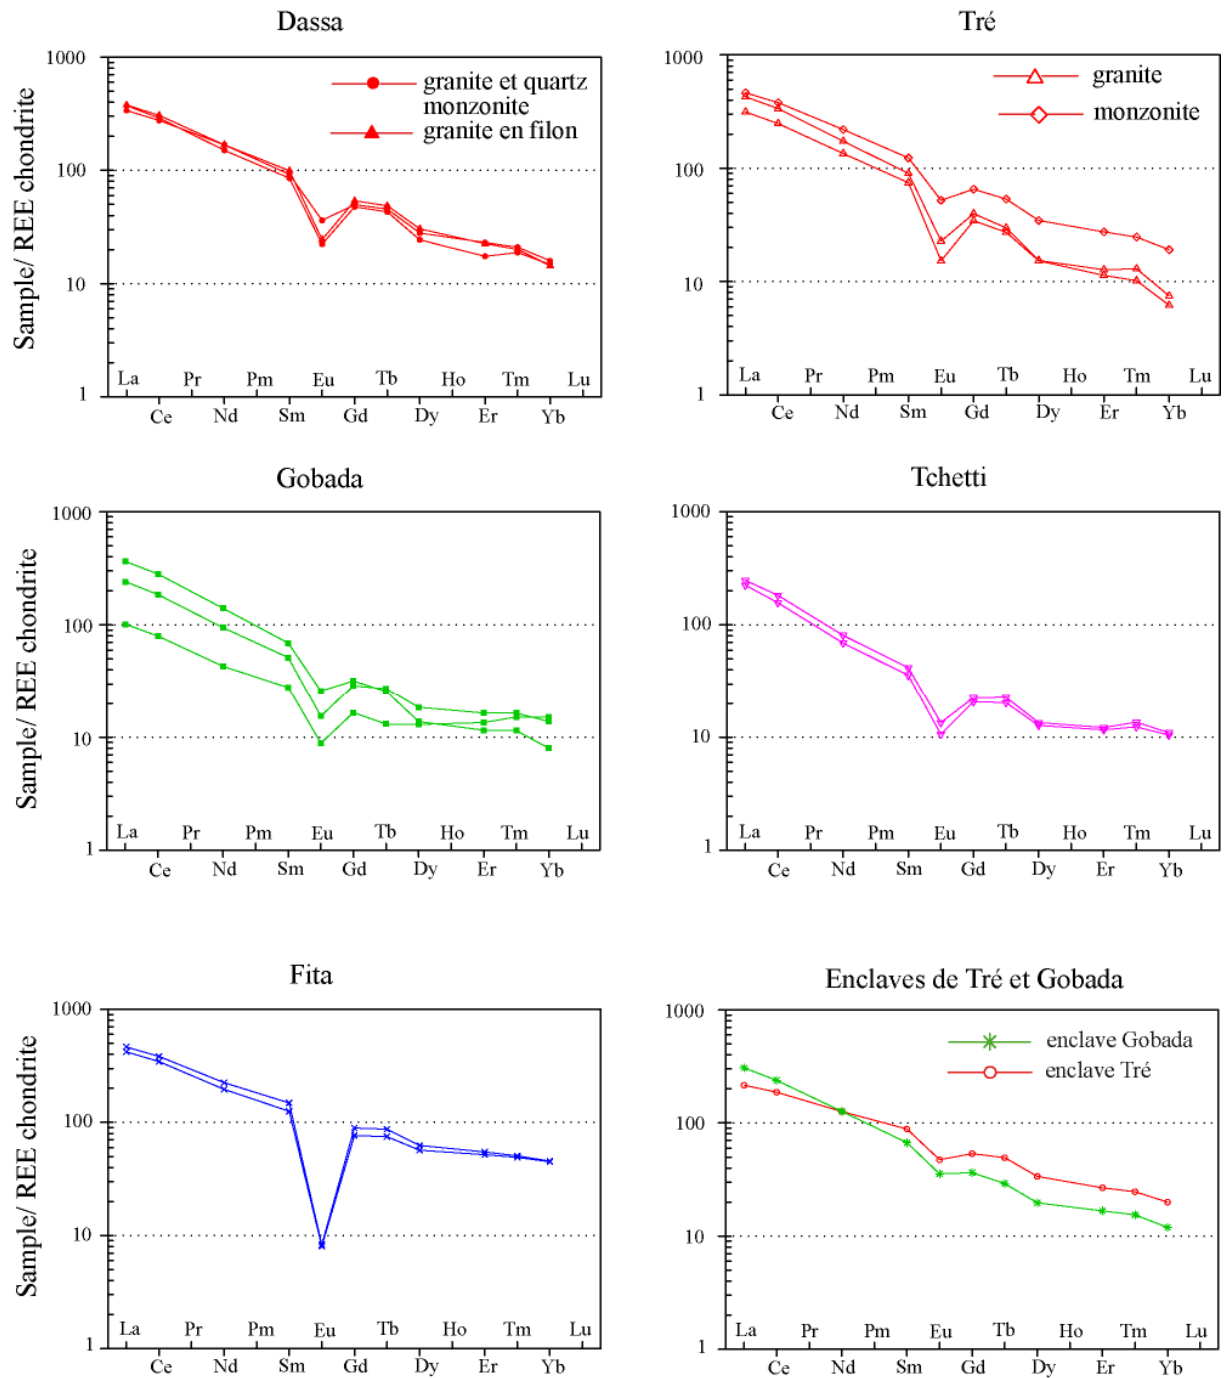 Dassa
1000
100
10
1
Sample/ REE chondrite
granite et quartz
monzonite
granite en filon
La Pr Pm Eu Tb Ho Tm Lu
Ce Nd Sm Gd Dy Er Yb
Tré
1000
100
10
1
granite
monzonite
La Pr Pm Eu Tb Ho Tm Lu
Ce Nd Sm Gd Dy Er Yb
Gobada
1000
100
10
1
Sample/ REE chondrite
La Pr Pm Eu Tb Ho Tm Lu
Ce Nd Sm Gd Dy Er Yb
Tchetti
1000
100
10
1
La Pr Pm Eu Tb Ho Tm Lu
Ce Nd Sm Gd Dy Er Yb
Fita
1000
100
10
1
Sample/ REE chondrite
La Pr Pm Eu Tb Ho Tm Lu
Ce Nd Sm Gd Dy Er Yb
Enclaves de Tré et Gobada
1000
100
10
1
enclave Gobada
enclave Tré
La Pr Pm Eu Tb Ho Tm Lu
Ce Nd Sm Gd Dy Er Yb